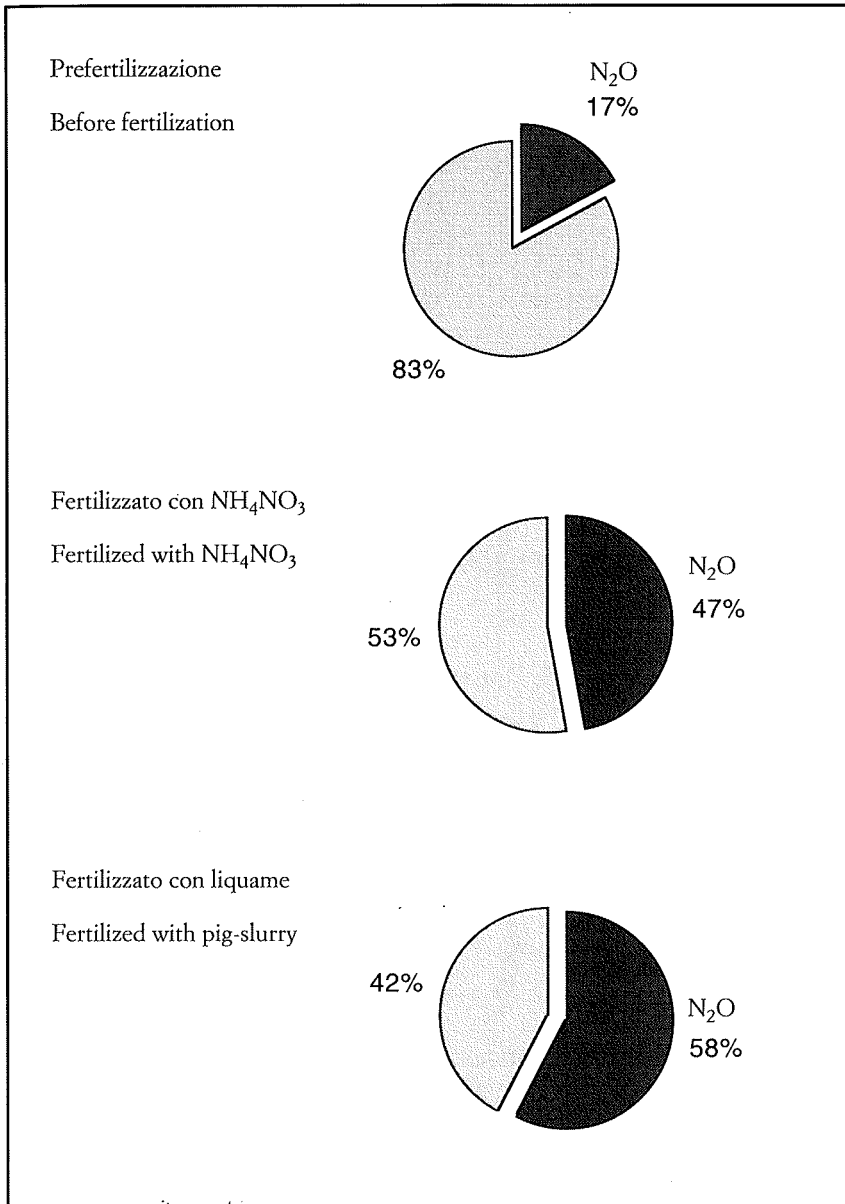 Prefertilizzazione
Before fertilization
N₂O
17%
83%
Fertilizzato con NH₄NO₃
Fertilized with NH₄NO₃
N₂O
47%
53%
Fertilizzato con liquame
Fertilized with pig-slurry
42%
N₂O
58%